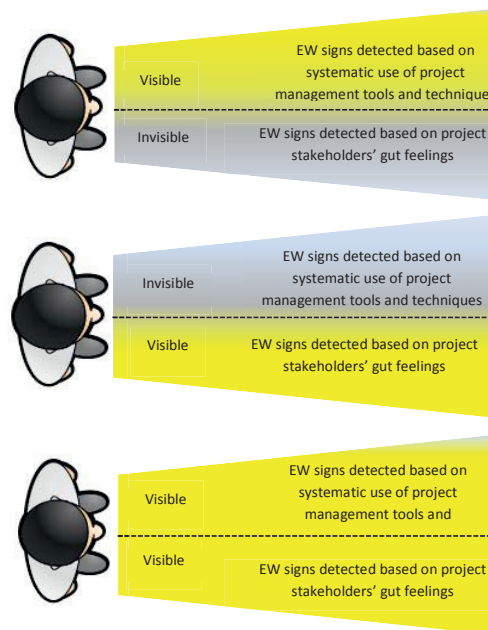 EW signs detected based on
systematic use of project
management tools and technique
Visible
Invisible
EW signs detected based on project
stakeholders’ gut feelings
EW signs detected based on
systematic use of project
management tools and techniques
Invisible
Visible
EW signs detected based on project
stakeholders’ gut feelings
EW signs detected based on
systematic use of project
management tools and
Visible
Visible
EW signs detected based on project
stakeholders’ gut feelings